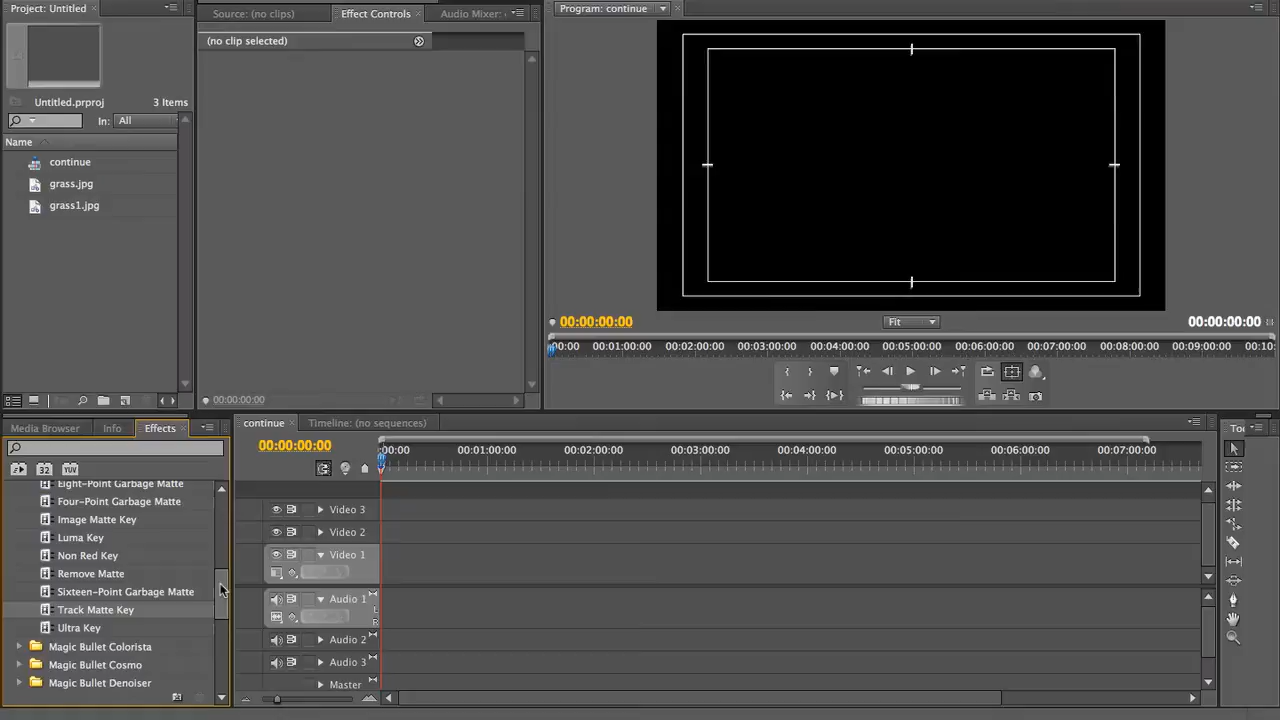 Project: Untitled
Source: (no clips)
Effect Controls
Audio Mixer:
Program: continue
(no clip selected)
Untitled.prproj
3 Items
In: All
Name
continue
grass.jpg
grass1.jpg
00:00:00:00
00:00:00:00
Fit
00:00:00:00
:00:00 00:01:00:00 00:02:00:00 00:03:00:00 00:04:00:00 00:05:00:00 00:06:00:00 00:07:00:00 00:08:00:00 00:09:00:00 00:10:
Media Browser
Info
Effects
32
YUV
Eight-Point Garbage Matte
Four-Point Garbage Matte
Image Matte Key
Luma Key
Non Red Key
Remove Matte
Sixteen-Point Garbage Matte
Track Matte Key
Ultra Key
Magic Bullet Colorista
Magic Bullet Cosmo
Magic Bullet Denoiser
continue
Timeline: (no sequences)
00:00:00:00
:00:00 00:01:00:00 00:02:00:00 00:03:00:00 00:04:00:00 00:05:00:00 00:06:00:00 00:07:00:00
Video 3
Video 2
Video 1
Audio 1
L
R
Audio 2
Audio 3
Master
Too